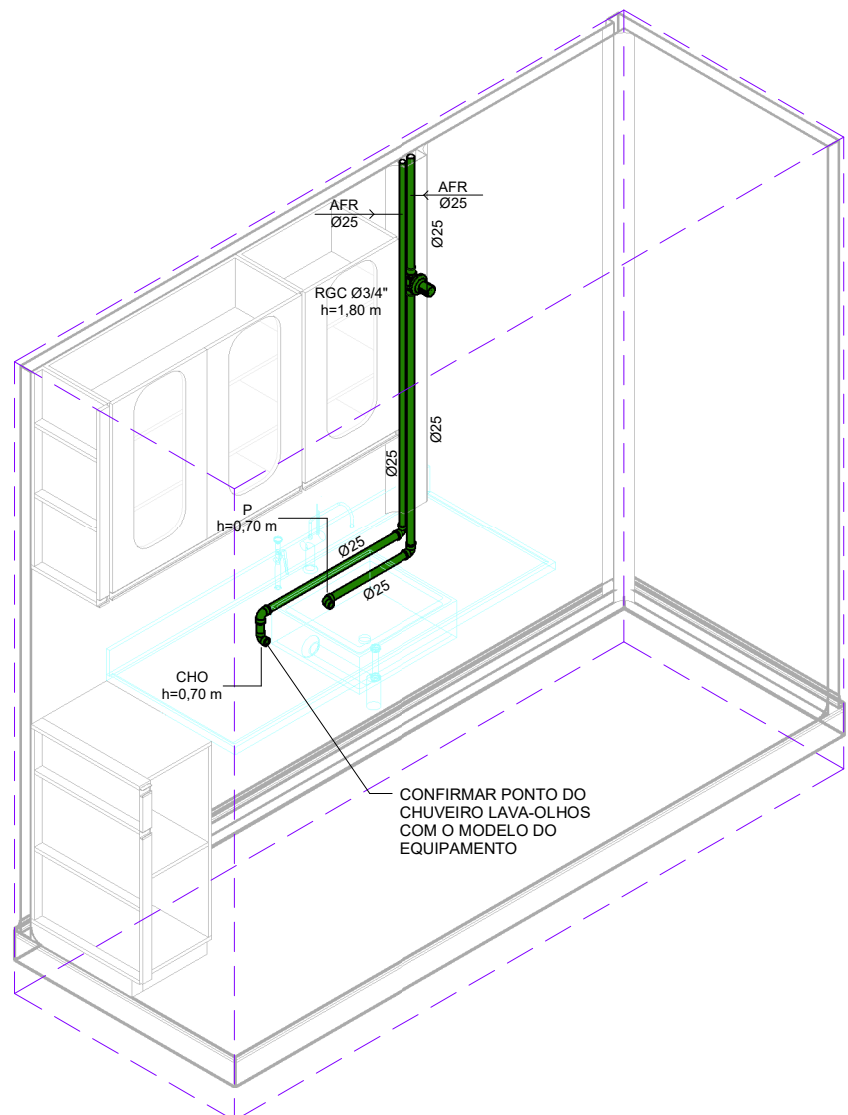 AFR
Ø25
AFR
Ø25
Ø25
RGC Ø3/4"
h=1,80 m
Ø25
Ø25
P
h=0,70 m
Ø25
Ø25
CHO
h=0,70 m
CONFIRMAR PONTO DO
CHUVEIRO LAVA-OLHOS
COM O MODELO DO
EQUIPAMENTO